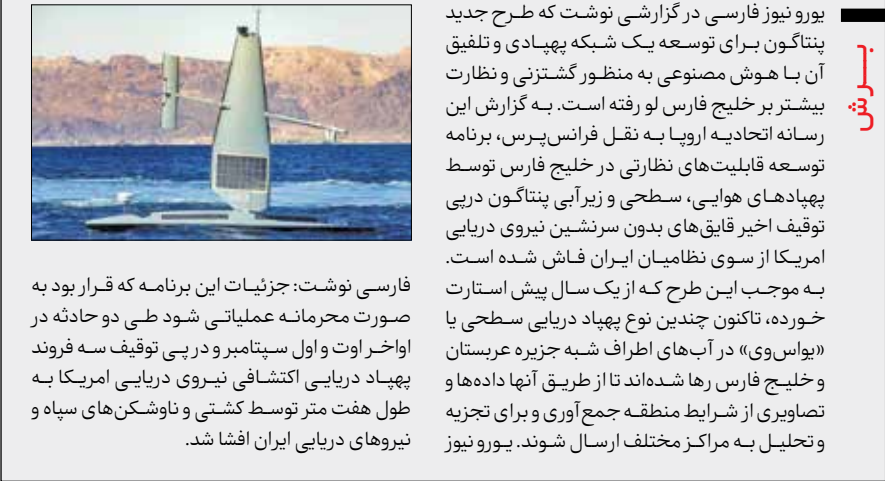 بــرش
یورو نیوز فارسی در گزارشی نوشت که طرح جدید
پنتاگون برای توسعه یک شبکه پهپادی و تلفیق
آن با هوش مصنوعی به منظور گشتزنی و نظارت
بیشتر بر خلیج فارس لو رفته است. به گزارش این
رسانه اتحادیه اروپا به نقل فرانس‌پرس، برنامه
توسعه قابلیت‌های نظارتی در خلیج فارس توسط
پهپادهای هوایی، سطحی و زیرآبی پنتاگون درپی
توقیف اخیر قایق‌های بدون سرنشین نیروی دریایی
امریکا از سوی نظامیان ایران فاش شده است.
به موجب این طرح که از یک سال پیش استارت
خورده، تاکنون چندین نوع پهپاد دریایی سطحی یا
«یواس‌وی» در آب‌های اطراف شبه جزیره عربستان
و خلیج فارس رها شده‌اند تا از طریق آنها داده‌ها و
تصاویری از شرایط منطقه جمع‌آوری و برای تجزیه
و تحلیل به مراکز مختلف ارسال شوند. یورو نیوز
فارسی نوشت: جزئیات این برنامه که قرار بود به
صورت محرمانه عملیاتی شود طی دو حادثه در
اواخر اوت و اول سپتامبر و در پی توقیف سه فروند
پهپاد دریایی اکتشافی نیروی دریایی امریکا به
طول هفت متر توسط کشتی و ناوشکن‌های سپاه و
نیروهای دریایی ایران افشا شد.